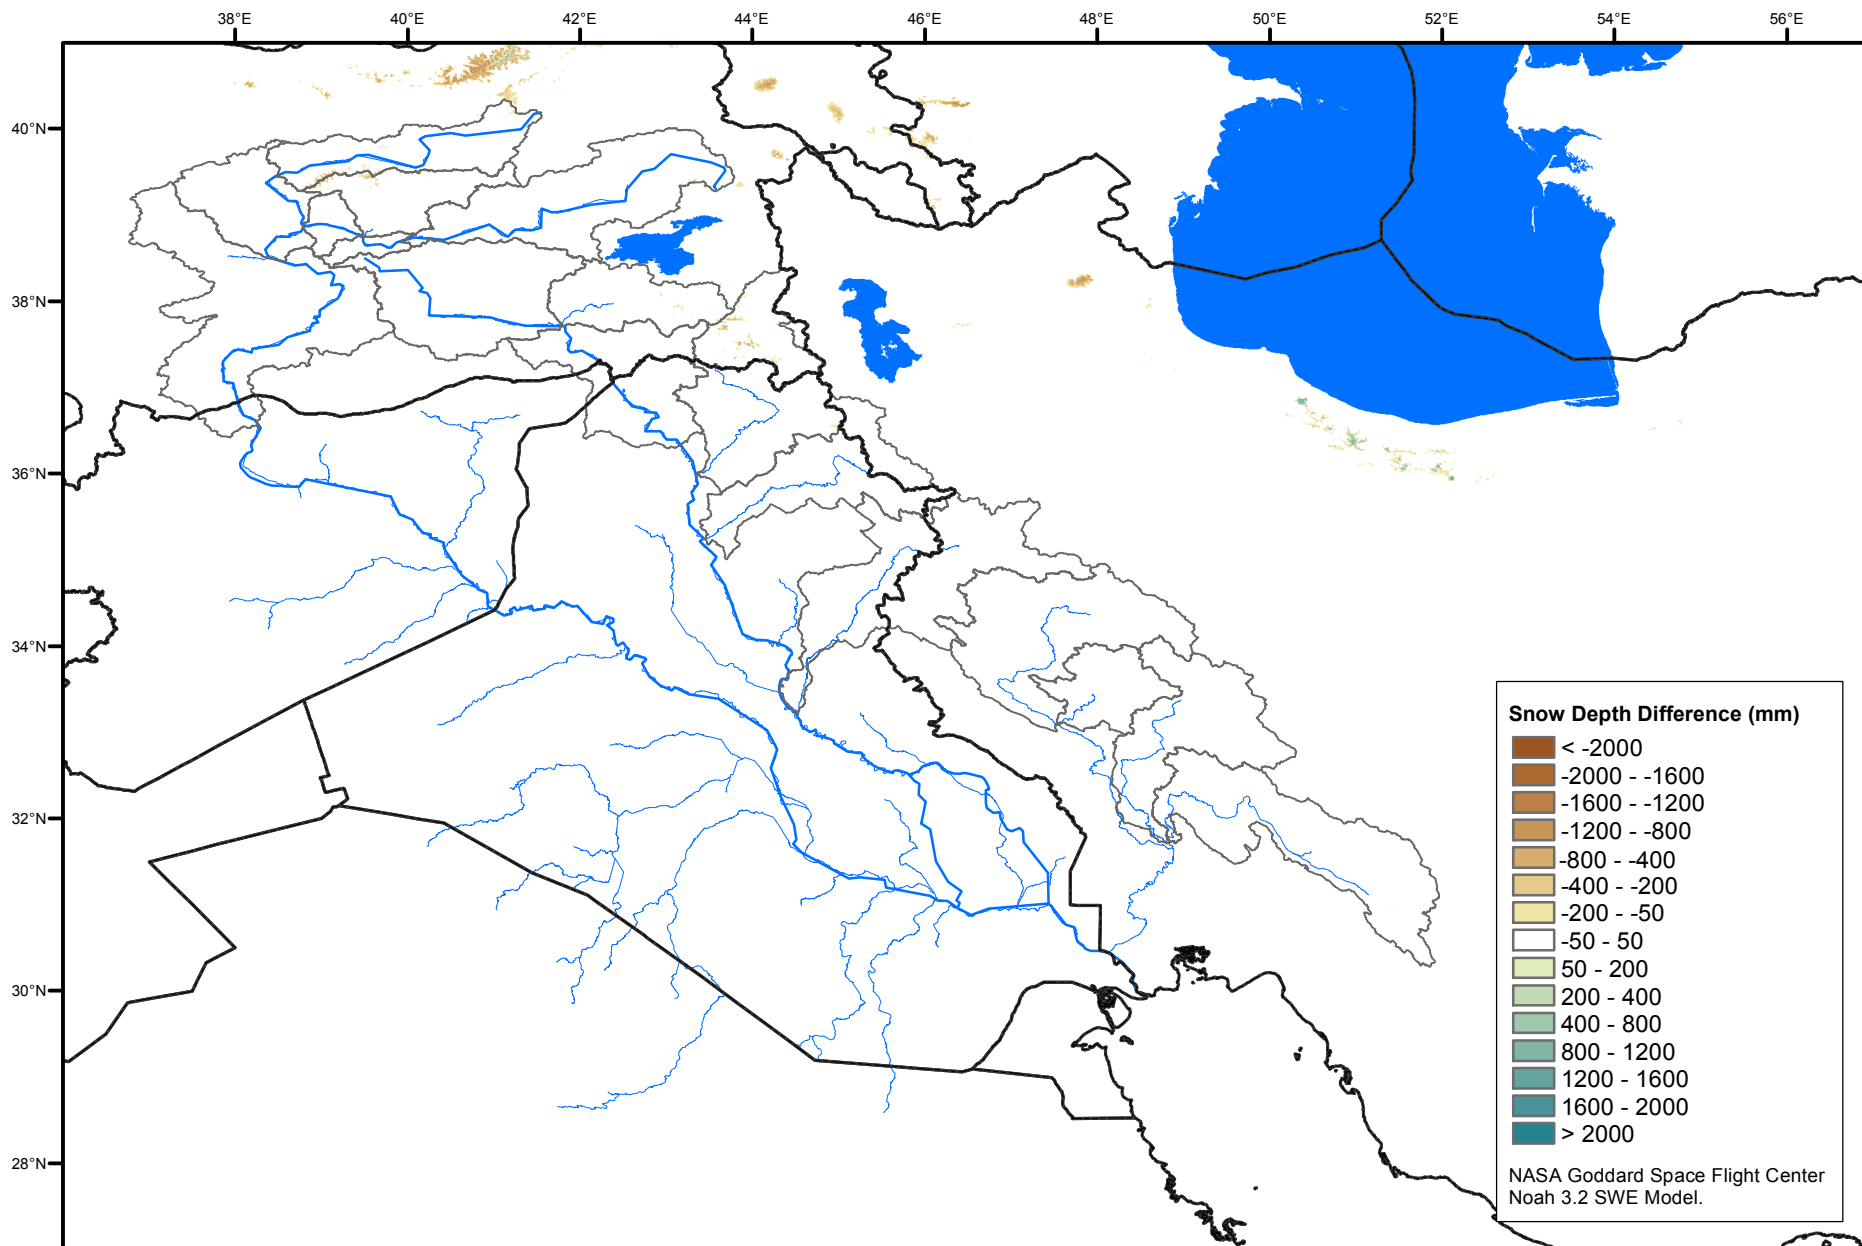 38°E 40°E 42°E 44°E 46°E 48°E 50°E 52°E 54°E 56°E
40°N
38°N
36°N
34°N
32°N
30°N
28°N
Snow Depth Difference (mm)
< -2000
-2000 - -1600
-1600 - -1200
-1200 - -800
-800 - -400
-400 - -200
-200 - -50
-50 - 50
50 - 200
200 - 400
400 - 800
800 - 1200
1200 - 1600
1600 - 2000
> 2000
NASA Goddard Space Flight Center
Noah 3.2 SWE Model.